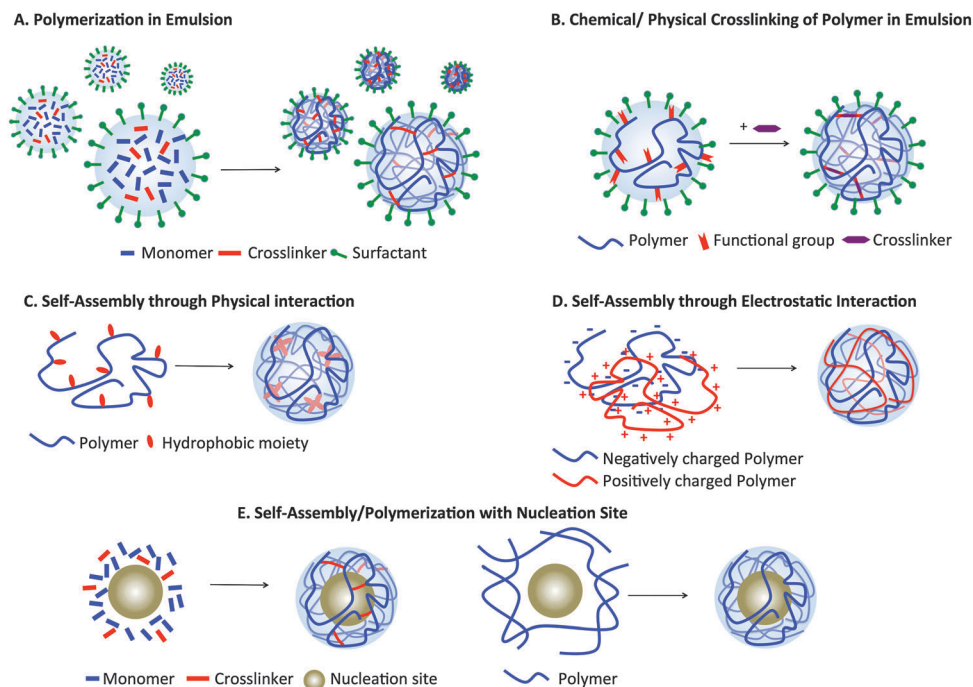 A. Polymerization in Emulsion
B. Chemical/ Physical Crosslinking of Polymer in Emulsion
+
Monomer Crosslinker Surfactant
Polymer Functional group Crosslinker
C. Self-Assembly through Physical interaction
D. Self-Assembly through Electrostatic Interaction
Polymer Hydrophobic moiety
Negatively charged Polymer
Positively charged Polymer
E. Self-Assembly/Polymerization with Nucleation Site
Monomer Crosslinker Nucleation site Polymer